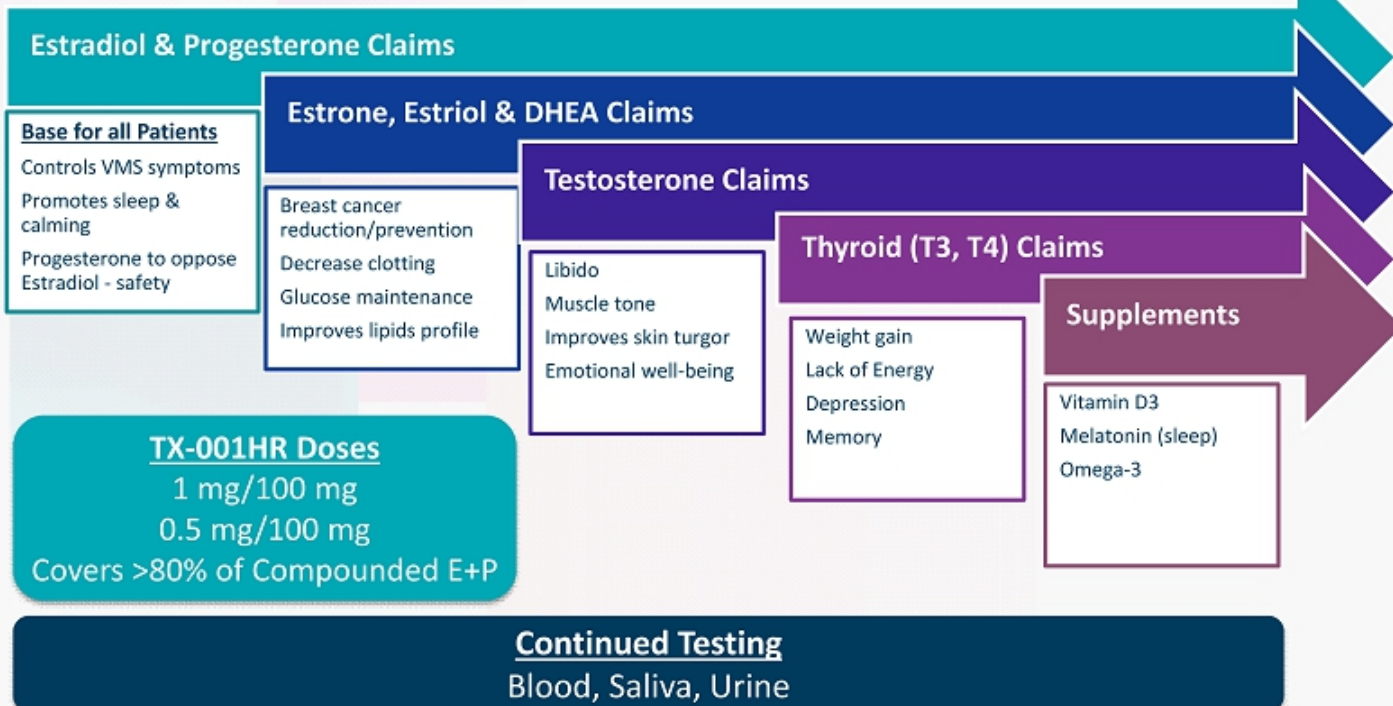 Estradiol & Progesterone Claims
Base for all Patients
Controls VMS symptoms
Promotes sleep &
calming
Progesterone to oppose
Estradiol - safety
Estrone, Estriol & DHEA Claims
Breast cancer
reduction/prevention
Decrease clotting
Glucose maintenance
Improves lipids profile
Testosterone Claims
Libido
Muscle tone
Improves skin turgor
Emotional well-being
Thyroid (T3, T4) Claims
Weight gain
Lack of Energy
Depression
Memory
Supplements
Vitamin D3
Melatonin (sleep)
Omega-3
TX-001HR Doses
1 mg/100 mg
0.5 mg/100 mg
Covers >80% of Compounded E+P
Continued Testing
Blood, Saliva, Urine